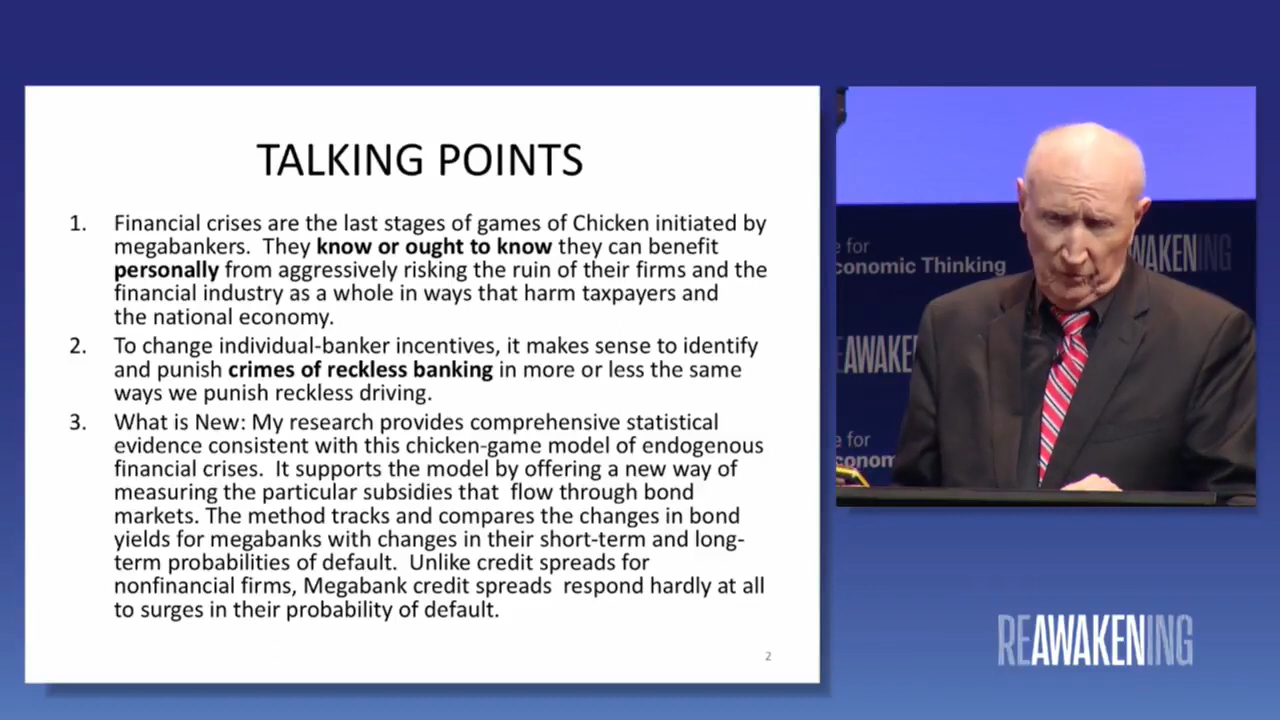 TALKING POINTS
1. Financial crises are the last stages of games of Chicken initiated by
megabankers. They know or ought to know they can benefit
personally from aggressively risking the ruin of their firms and the
financial industry as a whole in ways that harm taxpayers and
the national economy.
2. To change individual-banker incentives, it makes sense to identify
and punish crimes of reckless banking in more or less the same
ways we punish reckless driving.
3. What is New: My research provides comprehensive statistical
evidence consistent with this chicken-game model of endogenous
financial crises. It supports the model by offering a new way of
measuring the particular subsidies that flow through bond
markets. The method tracks and compares the changes in bond
yields for megabanks with changes in their short-term and long-
term probabilities of default. Unlike credit spreads for
nonfinancial firms, Megabank credit spreads respond hardly at all
to surges in their probability of default.
2
e for
conomic Thinking
AWAKENING
EAWAKE
e for
conom
REAWAKENING